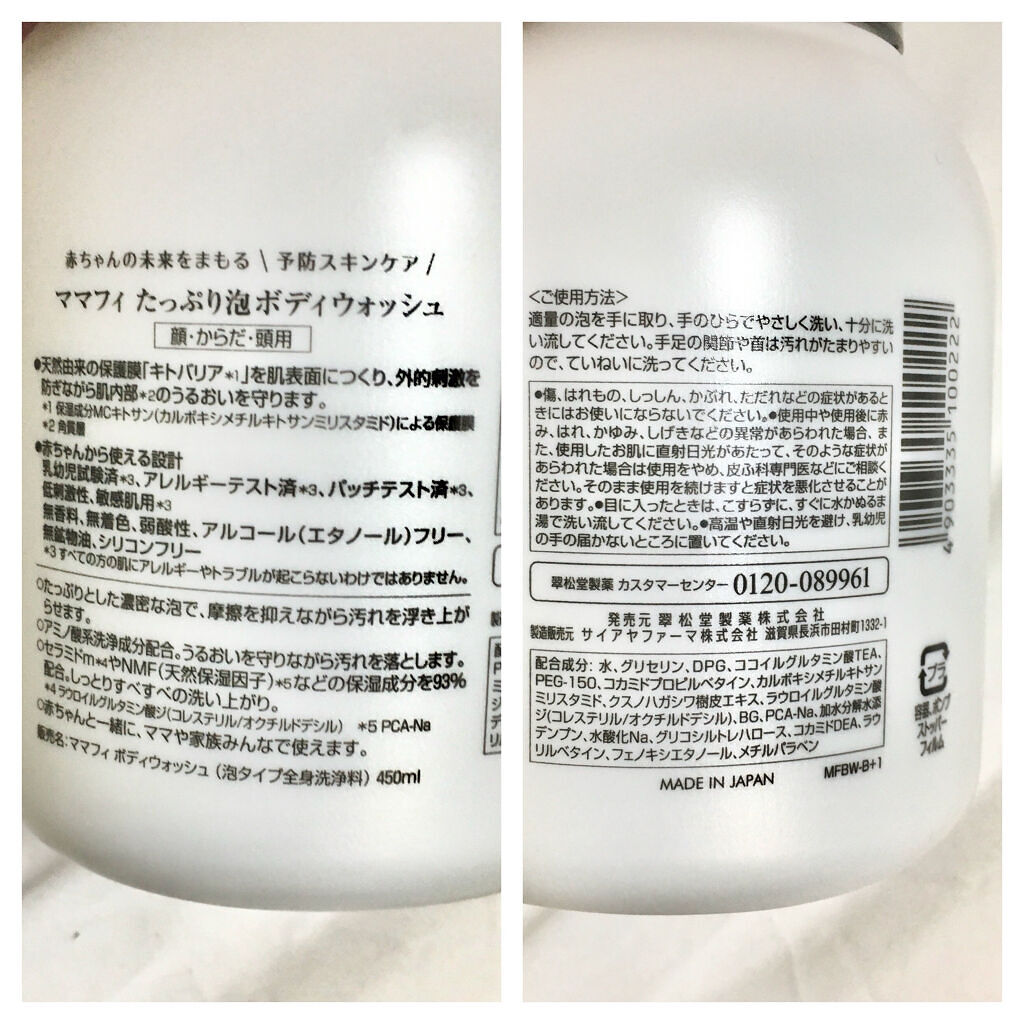 赤ちゃんの未来をまもる \ 予防スキンケア /
ママフィ たっぷり泡ボディウォッシュ
顔・からだ・頭用
●天然由来の保護膜「キトバリア*1」を肌表面につくり、外的刺激を
防ぎながら肌内部*2のうるおいを守ります。
*1 保湿成分MCキトサン(カルボキシメチルキトサンミリスタミド)による保護膜
*2 角質層
●赤ちゃんから使える設計
乳幼児試験済*3、アレルギーテスト済*3、パッチテスト済*3、
低刺激性、敏感肌用*3
無香料、無着色、弱酸性、アルコール(エタノール)フリー、
無鉱物油、シリコンフリー
*3 すべての方の肌にアレルギーやトラブルが起こらないわけではありません。
○たっぷりとした濃密な泡で、摩擦を抑えながら汚れを浮き上が
らせます。
○アミノ酸系洗浄成分配合。うるおいを守りながら汚れを落とします。
○セラミドm*4やNMF(天然保湿因子)*5などの保湿成分を93%
配合。しっとりすべすべの洗い上がり。
*4 ラウロイルグルタミン酸ジ(コレステリル/オクチルドデシル) *5 PCA-Na
○赤ちゃんと一緒に、ママや家族みんなで使えます。
販売名:ママフィ ボディウォッシュ (泡タイプ全身洗浄料) 450ml
<ご使用方法>
適量の泡を手に取り、手のひらでやさしく洗い、十分に洗
い流してください。手足の関節や首は汚れがたまりやすい
ので、ていねいに洗ってください。
●傷、はれもの、しっしん、かぶれ、ただれなどの症状があると
きにはお使いにならないでください。●使用中や使用後に赤
み、はれ、かゆみ、しげきなどの異常があらわれた場合、ま
た、使用したお肌に直射日光があたって、そのような症状が
あらわれた場合は使用をやめ、皮ふ科専門医などにご相談く
ださい。そのまま使用を続けますと症状を悪化させることが
あります。●目に入ったときは、こすらずに、すぐに水かぬるま
湯で洗い流してください。●高温や直射日光を避け、乳幼児
の手の届かないところに置いてください。
4903335100222
翠松堂製薬 カスタマーセンター 0120-089961
発売元 翠松堂製薬株式会社
製造販売元 サイアヤファーマ株式会社 滋賀県長浜市田村町1332-1
配合成分: 水、グリセリン、DPG、ココイルグルタミン酸TEA、
PEG-150、コカミドプロピルベタイン、カルボキシメチルキトサン
ミリスタミド、クスノハガシワ樹皮エキス、ラウロイルグルタミン酸
ジ(コレステリル/オクチルドデシル)、BG、PCA-Na、加水分解水添
デンプン、水酸化Na、グリコシルトレハロース、コカミドDEA、ラウ
リルベタイン、フェノキシエタノール、メチルパラベン
プラ
容器、ポンプ
ストッパー
フィルム
MADE IN JAPAN
MFBW-B+1